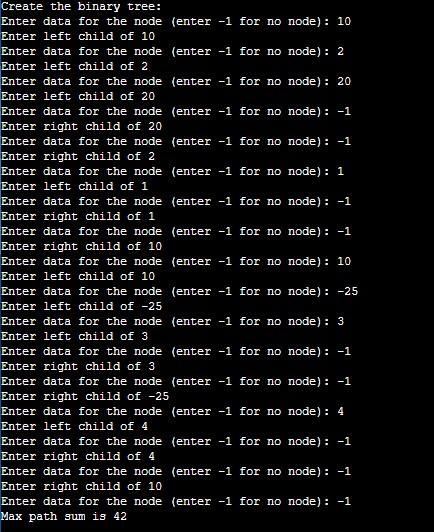 Create the binary tree:
Enter data for the node (enter -1 for no node): 10
Enter left child of 10
Enter data for the node (enter -1 for no node): 2
Enter left child of 2
Enter data for the node (enter -1 for no node): 20
Enter left child of 20
Enter data for the node (enter -1 for no node): -1
Enter right child of 20
Enter data for the node (enter -1 for no node): -1
Enter right child of 2
Enter data for the node (enter -1 for no node): 1
Enter left child of 1
Enter data for the node (enter -1 for no node): -1
Enter right child of 1
Enter data for the node (enter -1 for no node): -1
Enter right child of 10
Enter data for the node (enter -1 for no node): 10
Enter left child of 10
Enter data for the node (enter -1 for no node): -25
Enter left child of -25
Enter data for the node (enter -1 for no node): 3
Enter left child of 3
Enter data for the node (enter -1 for no node): -1
Enter right child of 3
Enter data for the node (enter -1 for no node): -1
Enter right child of -25
Enter data for the node (enter -1 for no node): 4
Enter left child of 4
Enter data for the node (enter -1 for no node): -1
Enter right child of 4
Enter data for the node (enter -1 for no node): -1
Enter right child of 10
Enter data for the node (enter -1 for no node): -1
Max path sum is 42